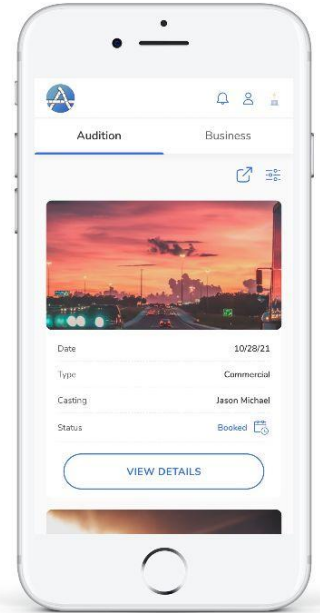 Audition Business
Date 10/28/21
Type Commercial
Casting Jason Michael
Status Booked
VIEW DETAILS